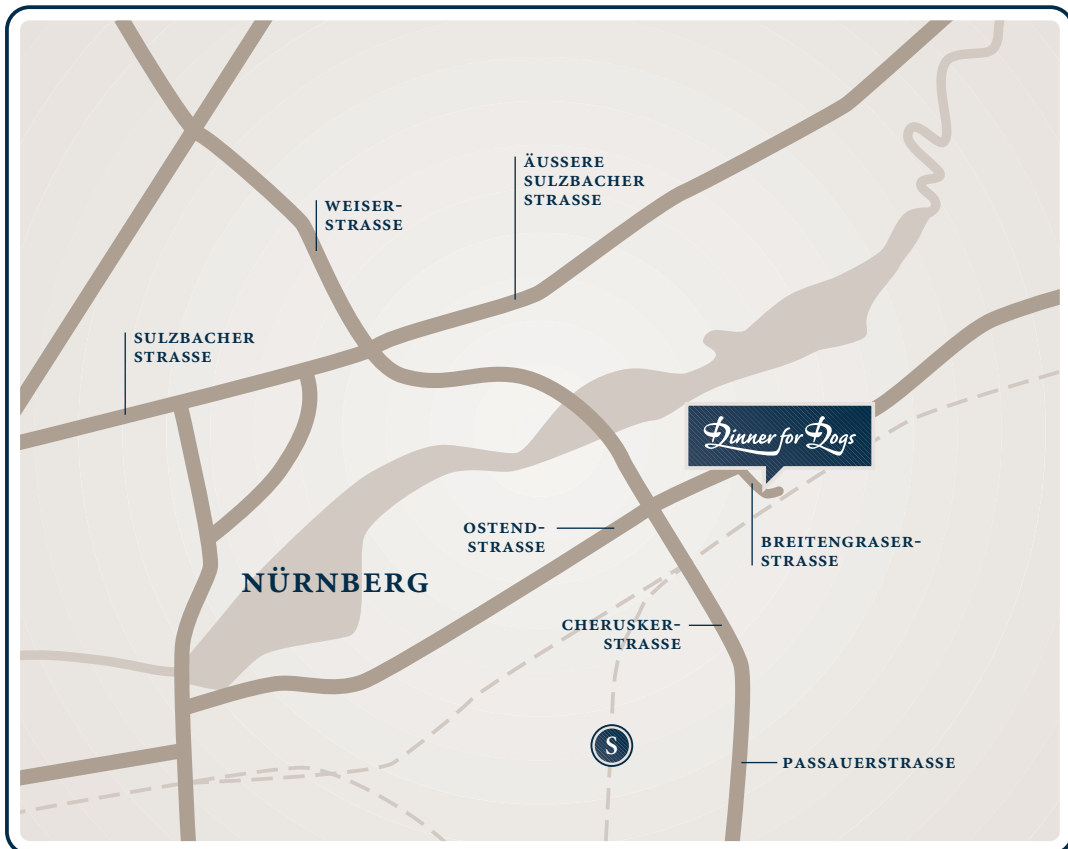 ÄUSSERE
SULZBACHER
STRASSE
WEISER-
STRASSE
SULZBACHER
STRASSE
Dinner for Dogs
OSTEND-
STRASSE
BREITENGRASER-
STRASSE
NÜRNBERG
CHERUSKER-
STRASSE
S
PASSAUERSTRASSE